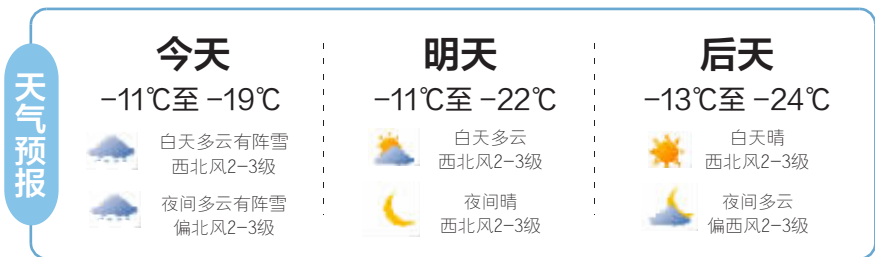 天气预报
今天
-11℃至 -19℃
白天多云有阵雪
西北风2-3级
夜间多云有阵雪
偏北风2-3级
明天
-11℃至 -22℃
白天多云
西北风2-3级
夜间晴
西北风2-3级
后天
-13℃至 -24℃
白天晴
西北风2-3级
夜间多云
偏西风2-3级